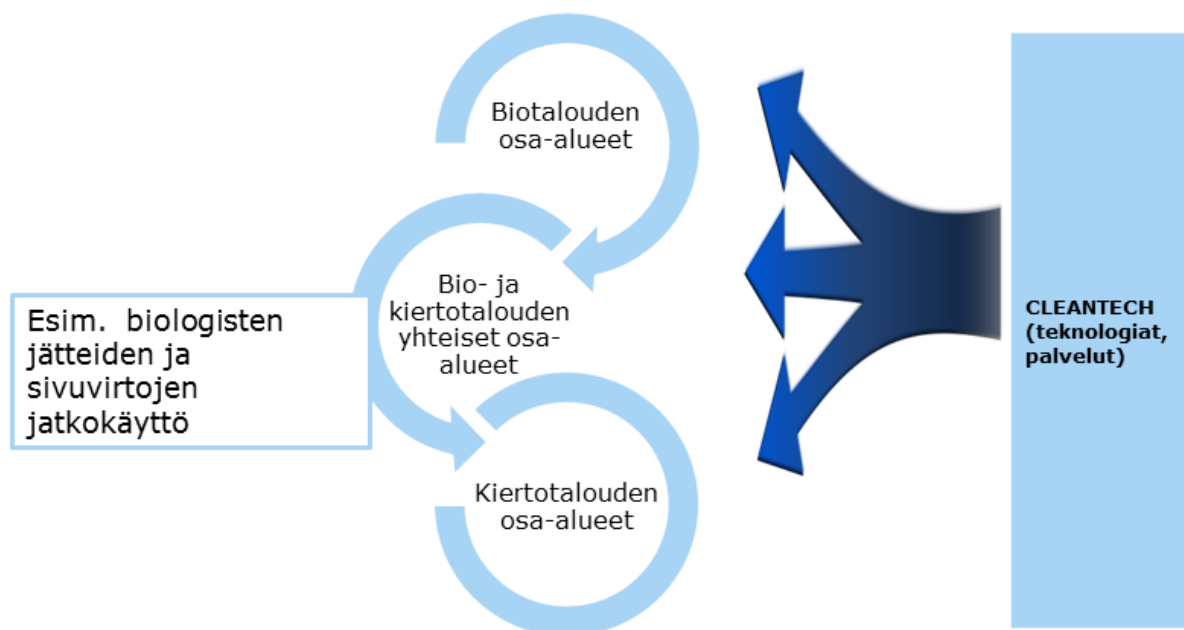 Biotalouden
osa-alueet
Bio- ja
kiertotalouden
yhteiset osa-
alueet
Esim.  biologisten
jätteiden ja
sivuvirtojen
jatkokäyttö
Kiertotalouden
osa-alueet
CLEANTECH
(teknologiat,
palvelut)